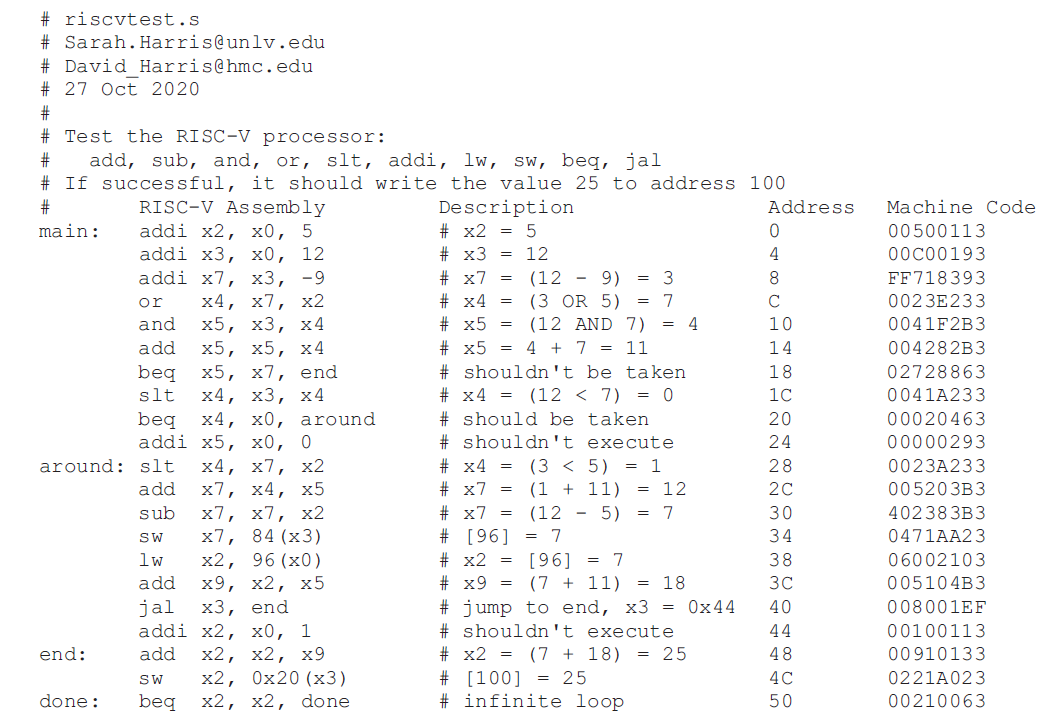 # riscvtest.s
# Sarah.Harris@unlv.edu
# David_Harris@hmc.edu
# 27 Oct 2020
#
# Test the RISC-V processor:
#   add, sub, and, or, slt, addi, lw, sw, beq, jal
# If successful, it should write the value 25 to address 100
#       RISC-V Assembly         Description                Address   Machine Code
main:   addi x2, x0, 5          # x2 = 5                   0         00500113
        addi x3, x0, 12         # x3 = 12                  4         00C00193
        addi x7, x3, -9         # x7 = (12 - 9) = 3        8         FF718393
        or   x4, x7, x2         # x4 = (3 OR 5) = 7        C         0023E233
        and  x5, x3, x4         # x5 = (12 AND 7) = 4      10        0041F2B3
        add  x5, x5, x4         # x5 = 4 + 7 = 11          14        004282B3
        beq  x5, x7, end        # shouldn't be taken       18        02728863
        slt  x4, x3, x4         # x4 = (12 < 7) = 0        1C        0041A233
        beq  x4, x0, around     # should be taken          20        00020463
        addi x5, x0, 0          # shouldn't execute        24        00000293
around: slt  x4, x7, x2         # x4 = (3 < 5) = 1         28        0023A233
        add  x7, x4, x5         # x7 = (1 + 11) = 12       2C        005203B3
        sub  x7, x7, x2         # x7 = (12 - 5) = 7        30        402383B3
        sw   x7, 84(x3)         # [96] = 7                 34        0471AA23
        lw   x2, 96(x0)         # x2 = [96] = 7            38        06002103
        add  x9, x2, x5         # x9 = (7 + 11) = 18       3C        005104B3
        jal  x3, end            # jump to end, x3 = 0x44   40        008001EF
        addi x2, x0, 1          # shouldn't execute        44        00100113
end:    add  x2, x2, x9         # x2 = (7 + 18) = 25       48        00910133
        sw   x2, 0x20(x3)       # [100] = 25               4C        0221A023
done:   beq  x2, x2, done       # infinite loop            50        00210063